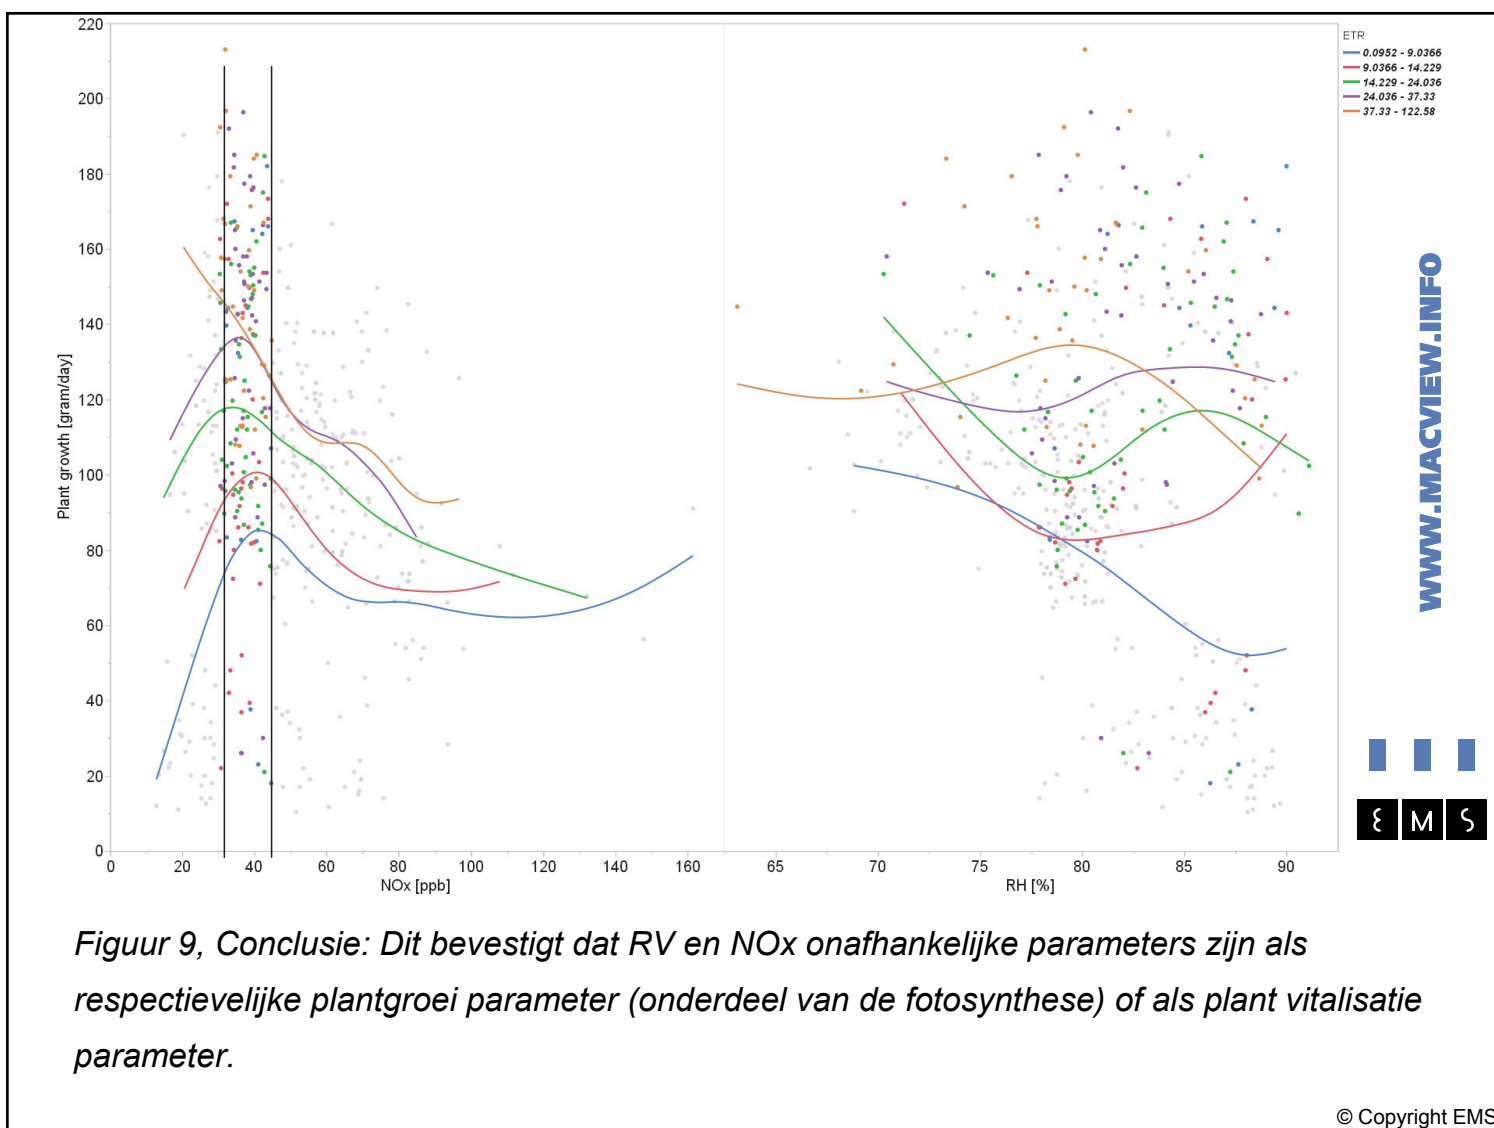 220
200
180
160
140
120
100
80
60
40
20
0
Plant growth [gram/day]
0 20 40 60 80 100 120 140 160
NOx [ppb]
65 70 75 80 85 90
RH [%]
ETR
0.0952 - 9.0366
9.0366 - 14.229
14.229 - 24.036
24.036 - 37.33
37.33 - 122.58
WWW.MACVIEW.INFO
EMS
Figuur 9, Conclusie: Dit bevestigt dat RV en NOx onafhankelijke parameters zijn als
respectievelijke plantgroei parameter (onderdeel van de fotosynthese) of als plant vitalisatie
parameter.
© Copyright EMS